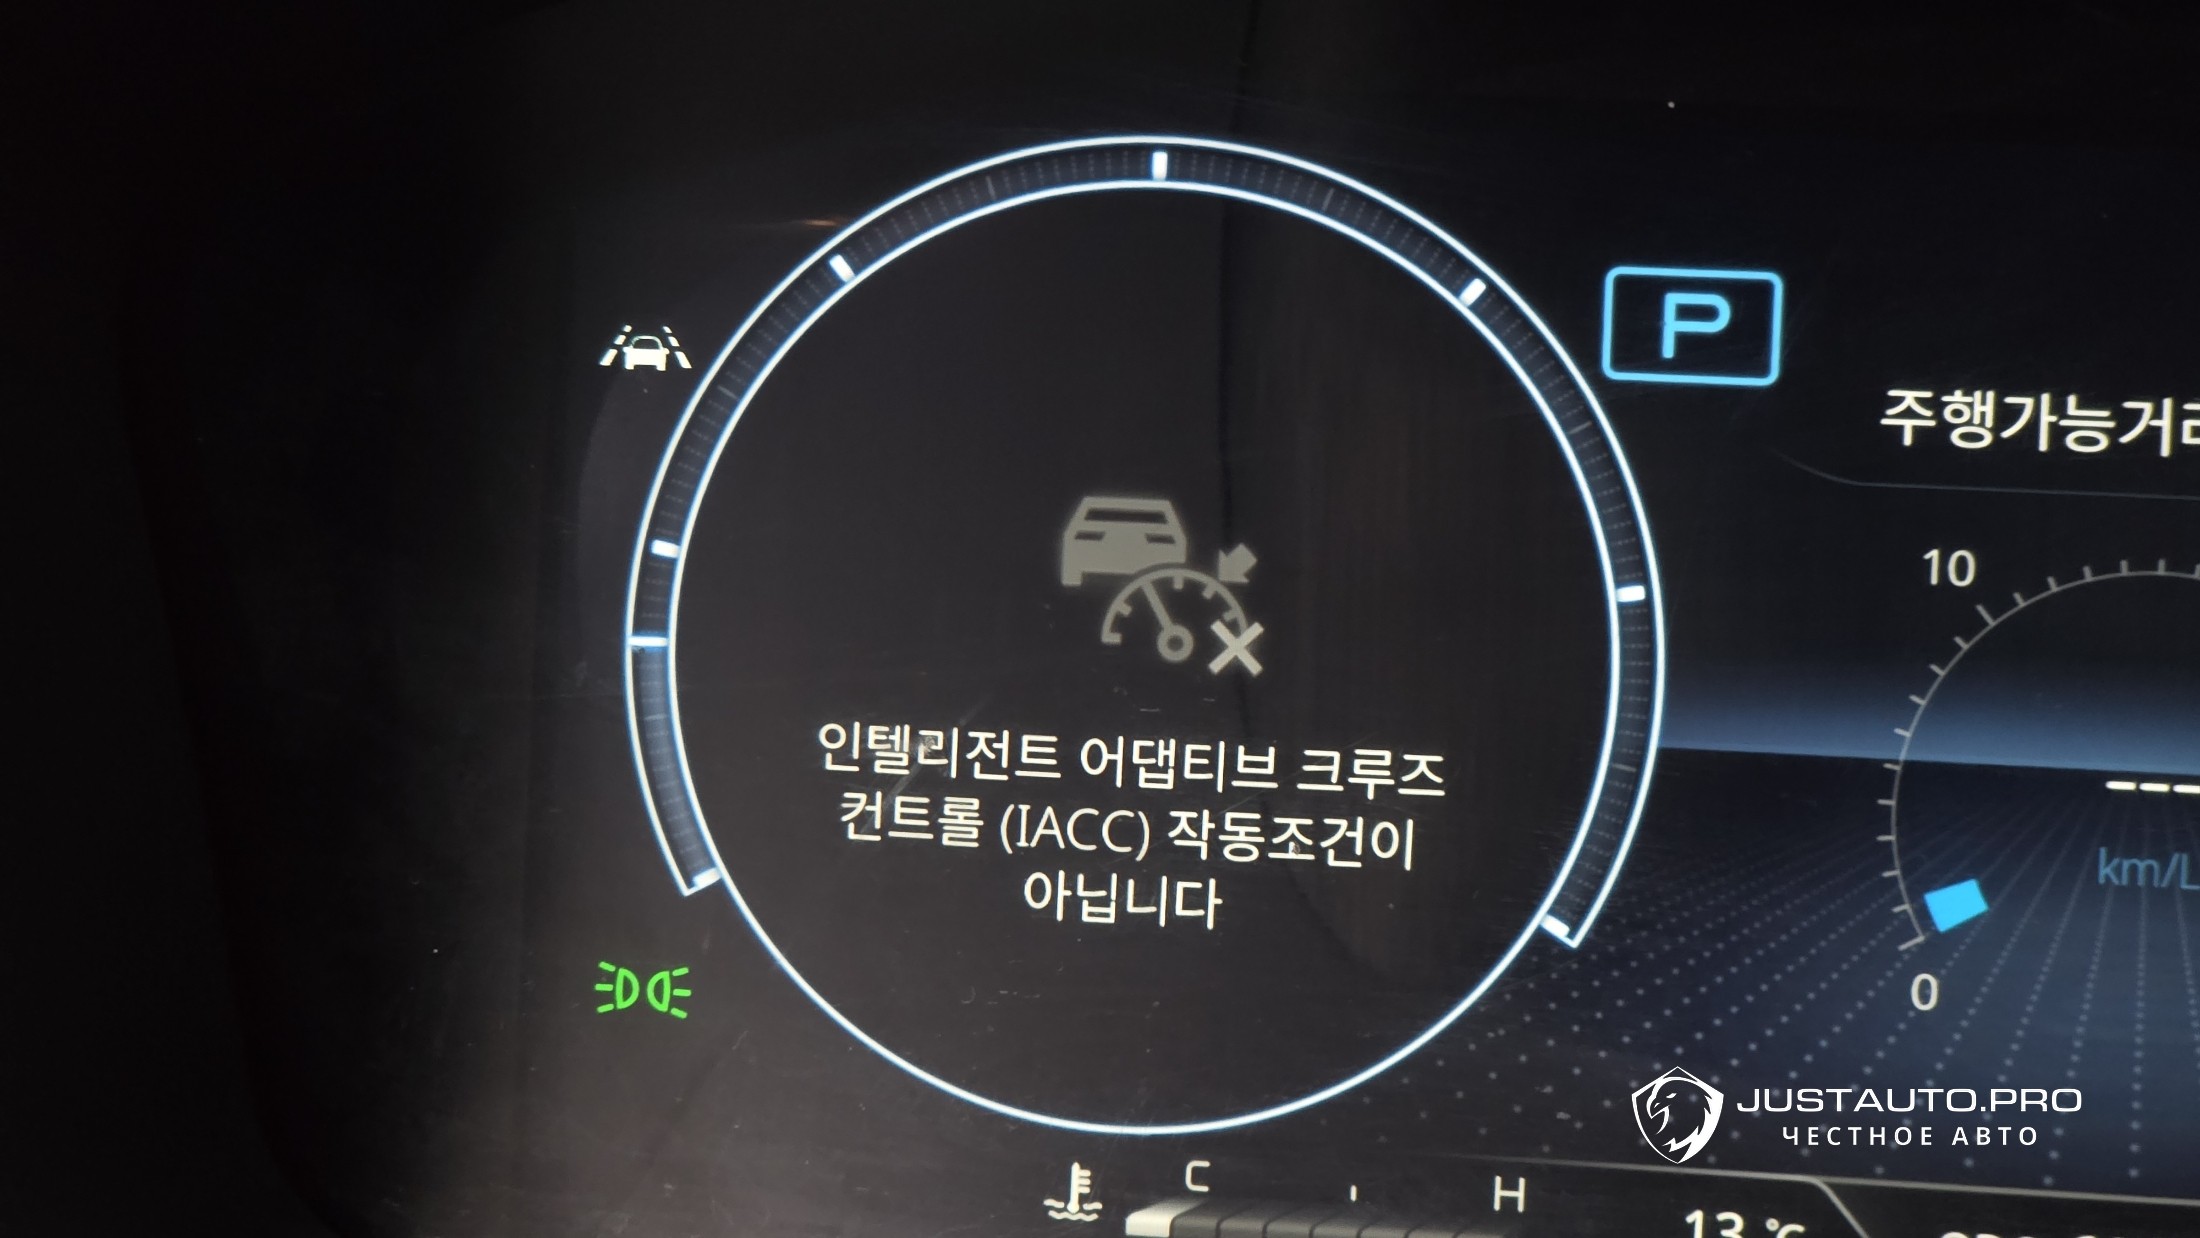 P
주행가능거리
10
인텔리전트 어댑티브 크루즈
컨트롤 (IACC) 작동조건이
아닙니다
---
km/L
0
JUSTAUTO.PRO
ЧЕСТНОЕ АВТО
C H
13 °C